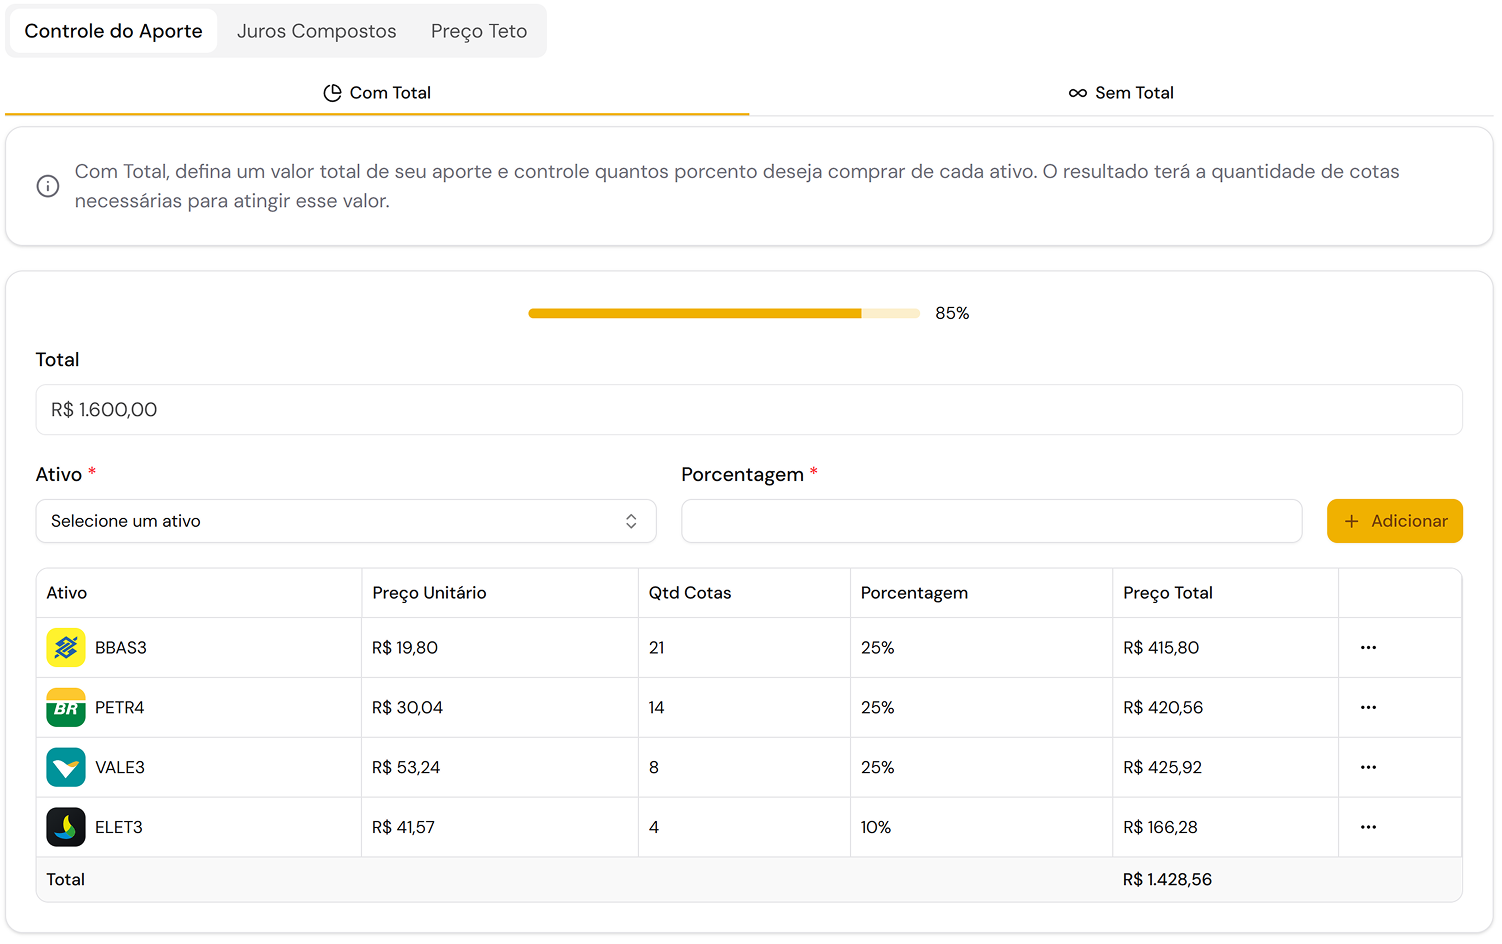 Controle do Aporte Juros Compostos Preço Teto
Com Total Sem Total
Com Total, defina um valor total de seu aporte e controle quantos porcento deseja comprar de cada ativo. O resultado terá a quantidade de cotas
necessárias para atingir esse valor.
85%
Total
R$ 1.600,00
Ativo * Porcentagem *
Selecione um ativo + Adicionar
Ativo Preço Unitário Qtd Cotas Porcentagem Preço Total
BBAS3 R$ 19,80 21 25% R$ 415,80 ···
BR PETR4 R$ 30,04 14 25% R$ 420,56 ···
VALE3 R$ 53,24 8 25% R$ 425,92 ···
ELET3 R$ 41,57 4 10% R$ 166,28 ···
Total R$ 1.428,56